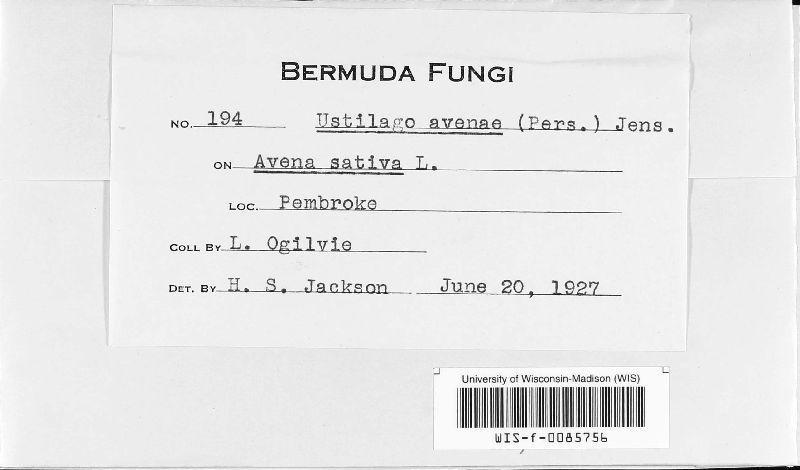 BERMUDA FUNGI
NO. 194 Ustilago avenae (Pers.) Jens.
ON Avena sativa L.
LOC. Pembroke
COLL BY L. Ogilvie
DET. BY H. S. Jackson June 20, 1927
University of Wisconsin-Madison (WIS)
WIS-f-0085756